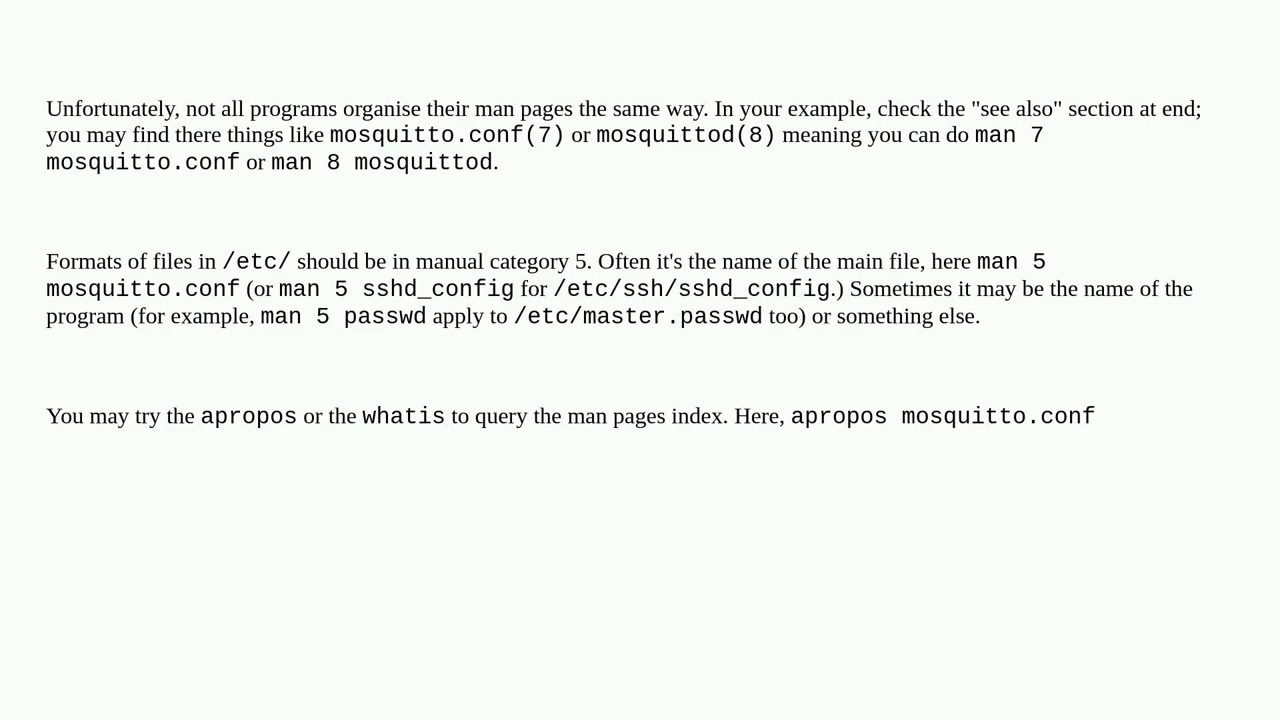 Unfortunately, not all programs organise their man pages the same way. In your example, check the "see also" section at end;
you may find there things like mosquitto.conf(7) or mosquittod(8) meaning you can do man 7
mosquitto.conf or man 8 mosquittod.
Formats of files in /etc/ should be in manual category 5. Often it's the name of the main file, here man 5
mosquitto.conf (or man 5 sshd_config for /etc/ssh/sshd_config.) Sometimes it may be the name of the
program (for example, man 5 passwd apply to /etc/master.passwd too) or something else.
You may try the apropos or the whatis to query the man pages index. Here, apropos mosquitto.conf